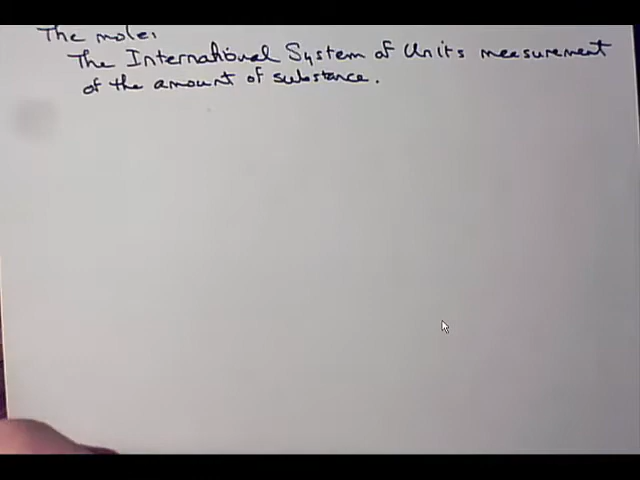 The mole:
The International System of Units measurement
of the amount of substance.